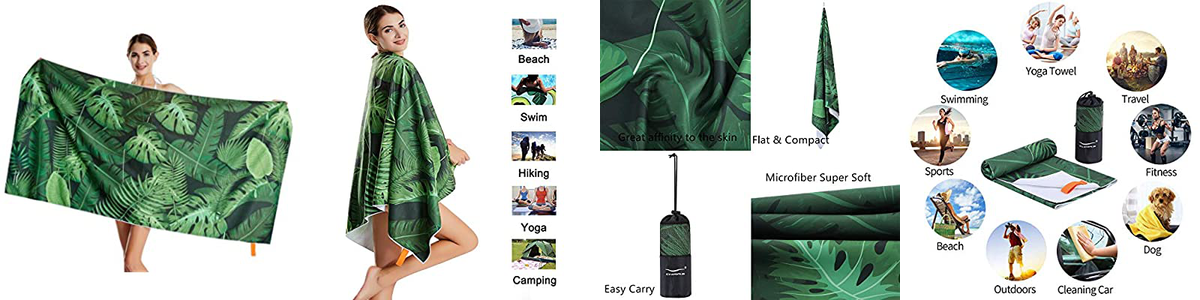 Beach
Swim
Hiking
Yoga
Camping
Great affinity to the skin
Flat & Compact
Microfiber Super Soft
Easy Carry
Swimming
Yoga Towel
Travel
Sports
Fitness
Beach
Dog
Outdoors
Cleaning Car